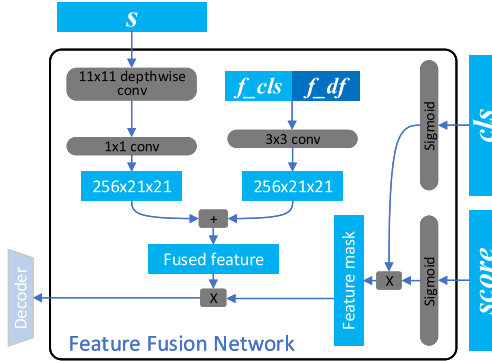 s
11x11 depthwise
conv
f_cls
f_df
1x1 conv
3x3 conv
256x21x21
256x21x21
+
Fused feature
X
Feature mask
X
Sigmoid
cls
Sigmoid
score
Decoder
Feature Fusion Network